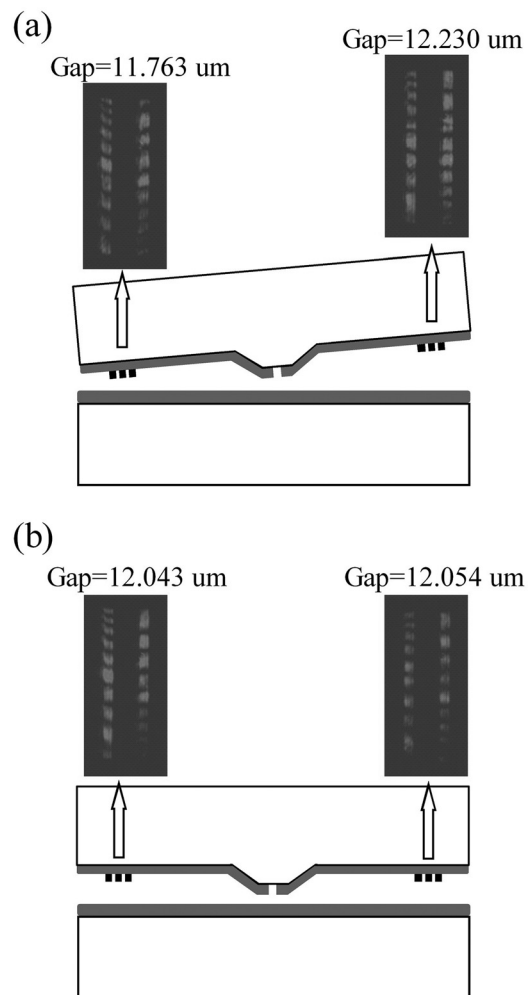 (a)
Gap=11.763 um
Gap=12.230 um
(b)
Gap=12.043 um
Gap=12.054 um